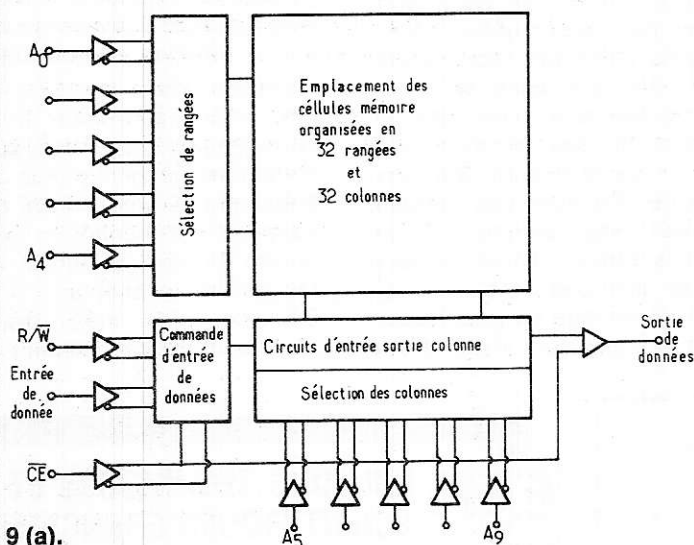 A0
Sélection de rangées
A4
Emplacement des
céllules mémoire
organisées en
32 rangées
et
32 colonnes
R/W̅
Entrée
de
donnée
C̅E̅
Commande
d'entrée
de
données
Circuits d'entrée sortie colonne
Sélection des colonnes
Sortie
de
données
A5
A9
9 (a).